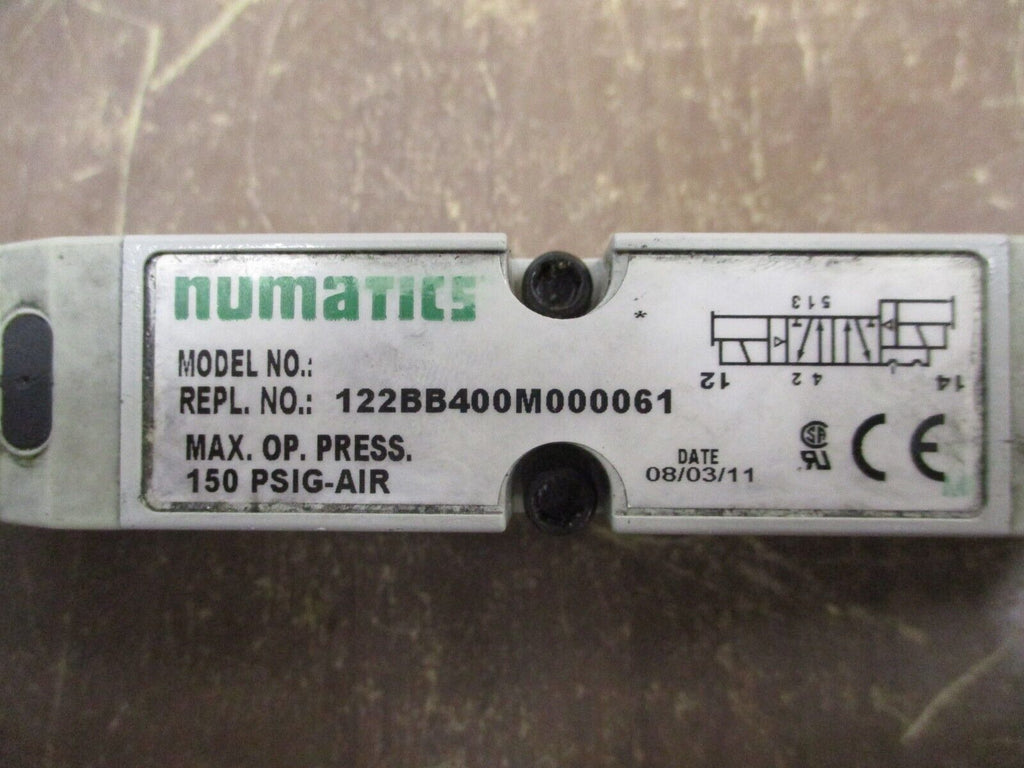 numatics
MODEL NO.:
REPL. NO.: 122BB400M000061
MAX. OP. PRESS.
150 PSIG-AIR
*
5 1 3
12 4 2 14
DATE
08/03/11
SA CE